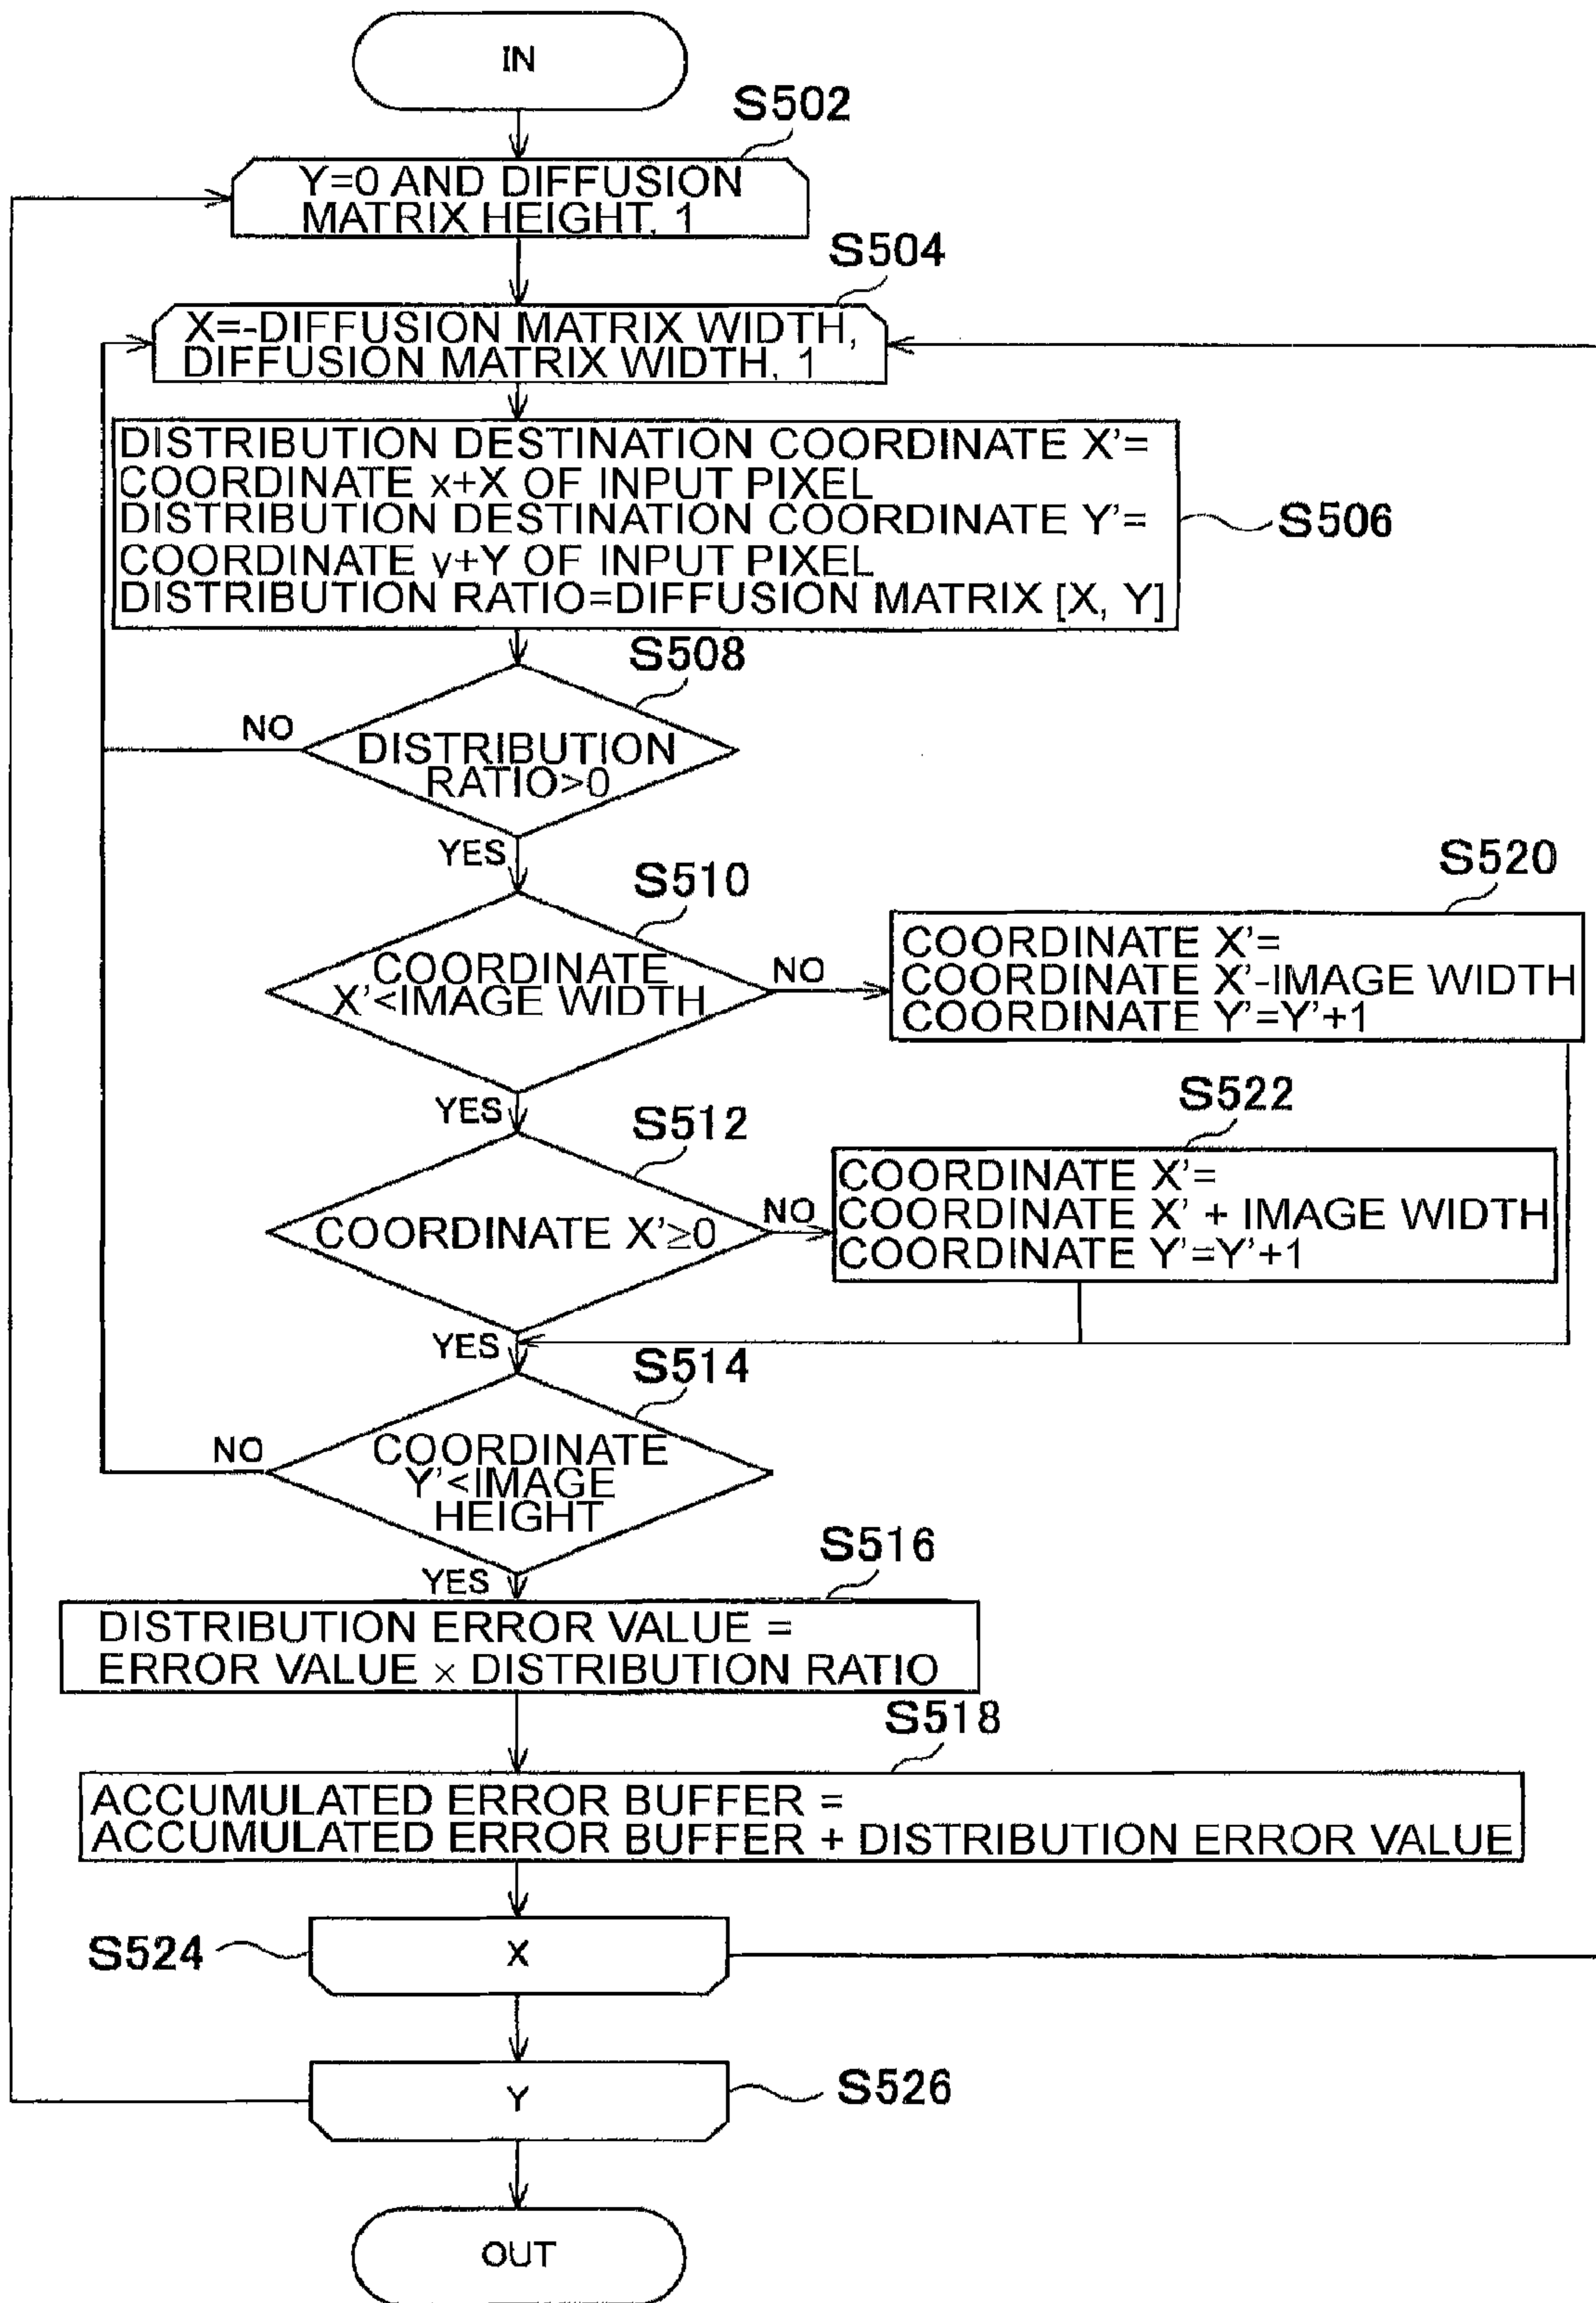 IN
S502
Y=0 AND DIFFUSION
MATRIX HEIGHT, 1
S504
X=-DIFFUSION MATRIX WIDTH,
DIFFUSION MATRIX WIDTH, 1
DISTRIBUTION DESTINATION COORDINATE X'=
COORDINATE x+X OF INPUT PIXEL
DISTRIBUTION DESTINATION COORDINATE Y'=
COORDINATE y+Y OF INPUT PIXEL
DISTRIBUTION RATIO=DIFFUSION MATRIX [X, Y]
S506
S508
NO
DISTRIBUTION
RATIO>0
YES
S510
COORDINATE
X'<IMAGE WIDTH
NO
S520
COORDINATE X'=
COORDINATE X'-IMAGE WIDTH
COORDINATE Y'=Y'+1
YES
S512
COORDINATE X'≥0
NO
S522
COORDINATE X'=
COORDINATE X' + IMAGE WIDTH
COORDINATE Y'=Y'+1
YES
S514
NO
COORDINATE
Y'<IMAGE
HEIGHT
YES
S516
DISTRIBUTION ERROR VALUE =
ERROR VALUE × DISTRIBUTION RATIO
S518
ACCUMULATED ERROR BUFFER =
ACCUMULATED ERROR BUFFER + DISTRIBUTION ERROR VALUE
S524
X
Y
S526
OUT